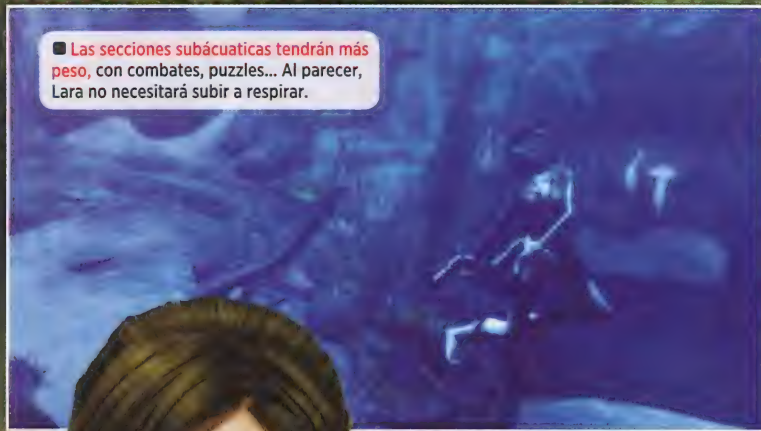 ■ Las secciones subácuaticas tendrán más
peso, con combates, puzzles... Al parecer,
Lara no necesitará subir a respirar.